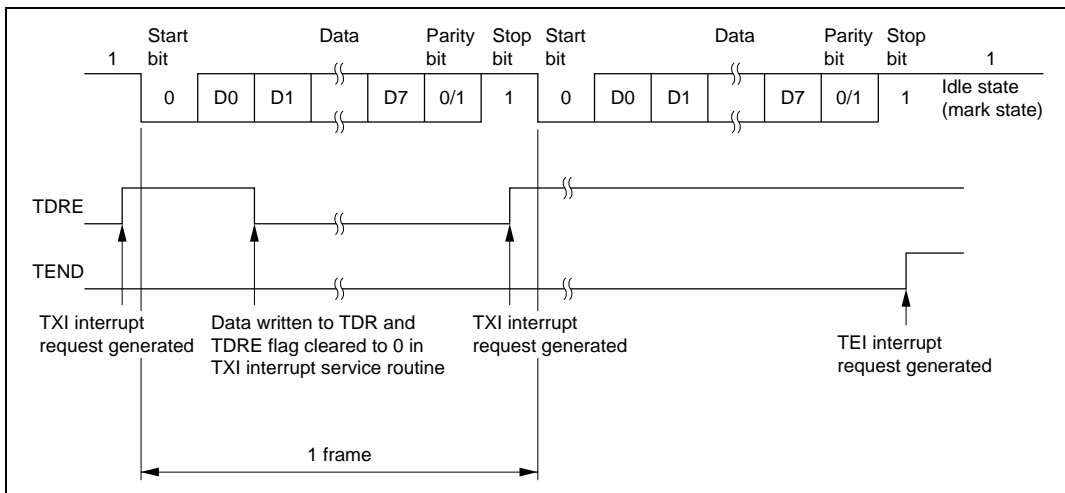 1
Start
bit
Data
Parity
bit
Stop
bit
Start
bit
Data
Parity
bit
Stop
bit
1
0
D0
D1
D7
0/1
1
0
D0
D1
D7
0/1
1
Idle state
(mark state)
TDRE
TEND
TXI interrupt
request generated
Data written to TDR and
TDRE flag cleared to 0 in
TXI interrupt service routine
TXI interrupt
request generated
TEI interrupt
request generated
1 frame